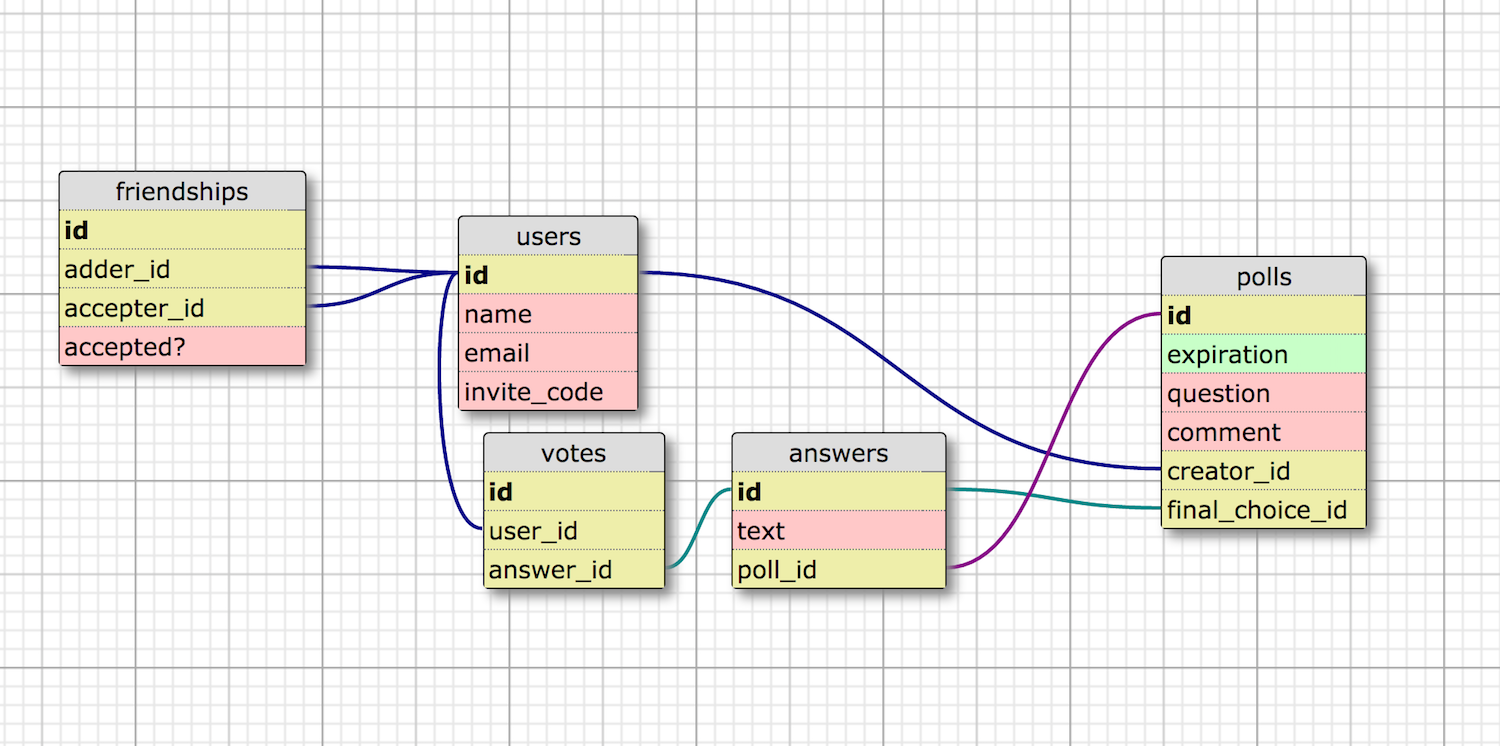 friendships
id
adder_id
accepter_id
accepted?
users
id
name
email
invite_code
votes
id
user_id
answer_id
answers
id
text
poll_id
polls
id
expiration
question
comment
creator_id
final_choice_id